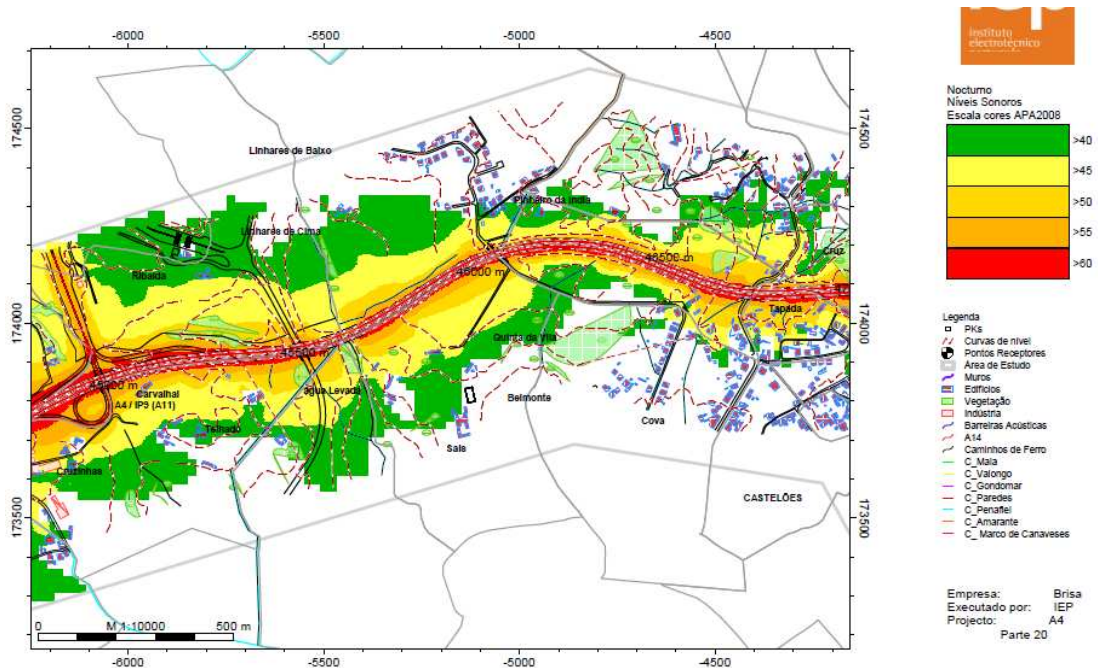 instituto
electrotécnico
-6000 -5500 -5000 -4500
174500 174500
174000 174000
173500 173500
Linhares de Baixo
Pinheiro da Índia
Linhares de Cima
Ribaida
Cruz
46000 m
46500 m
Tapada
Quinta da Vila
45500 m
Água Levada
Carvalhal
A4 / IP9 (A11)
Belmonte
Cova
Telhado
Sais
Cruzinhas
CASTELÕES
0 M 1:10000 500 m
-6000 -5500 -5000 -4500
Nocturno
Níveis Sonoros
Escala cores APA2008
>40
>45
>50
>55
>60
Legenda
PKs
Curvas de nível
Pontos Receptores
Área de Estudo
Muros
Edifícios
Vegetação
Indústria
Barreiras Acústicas
A14
Caminhos de Ferro
C_Maia
C_Valongo
C_Gondomar
C_Paredes
C_Penafiel
C_Amarante
C_ Marco de Canaveses
Empresa: Brisa
Executado por: IEP
Projecto: A4
Parte 20